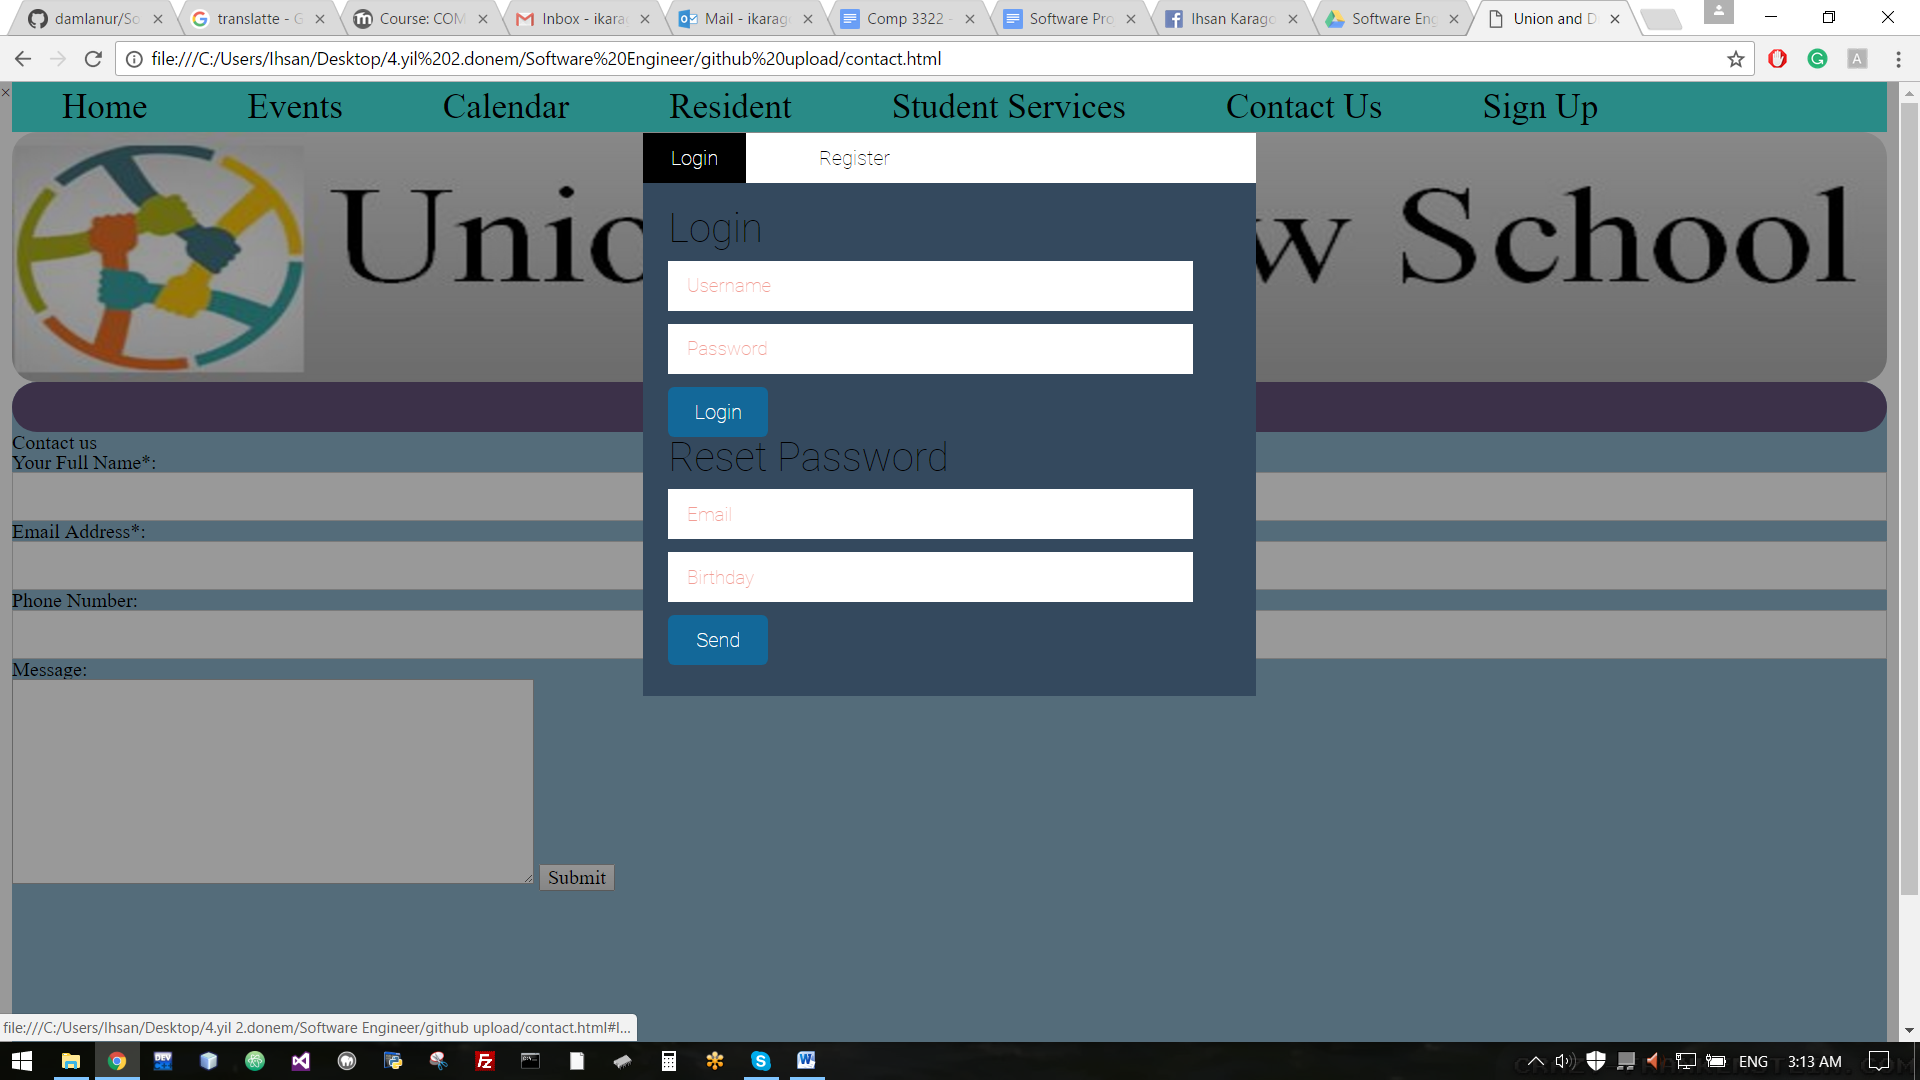 damlanur/So
translatte - G
Course: COM
Inbox - ikarag
Mail - ikarago
Comp 3322 -
Software Pro
Ihsan Karago
Software Eng
Union and D
file:///C:/Users/Ihsan/Desktop/4.yil%202.donem/Software%20Engineer/github%20upload/contact.html
Home Events Calendar Resident Student Services Contact Us Sign Up
Login Register
Unio w School
Login
Username
Password
Login
Reset Password
Email
Birthday
Send
Contact us
Your Full Name*:
Email Address*:
Phone Number:
Message:
Submit
file:///C:/Users/Ihsan/Desktop/4.yil 2.donem/Software Engineer/github upload/contact.html#l...
ENG 3:13 AM